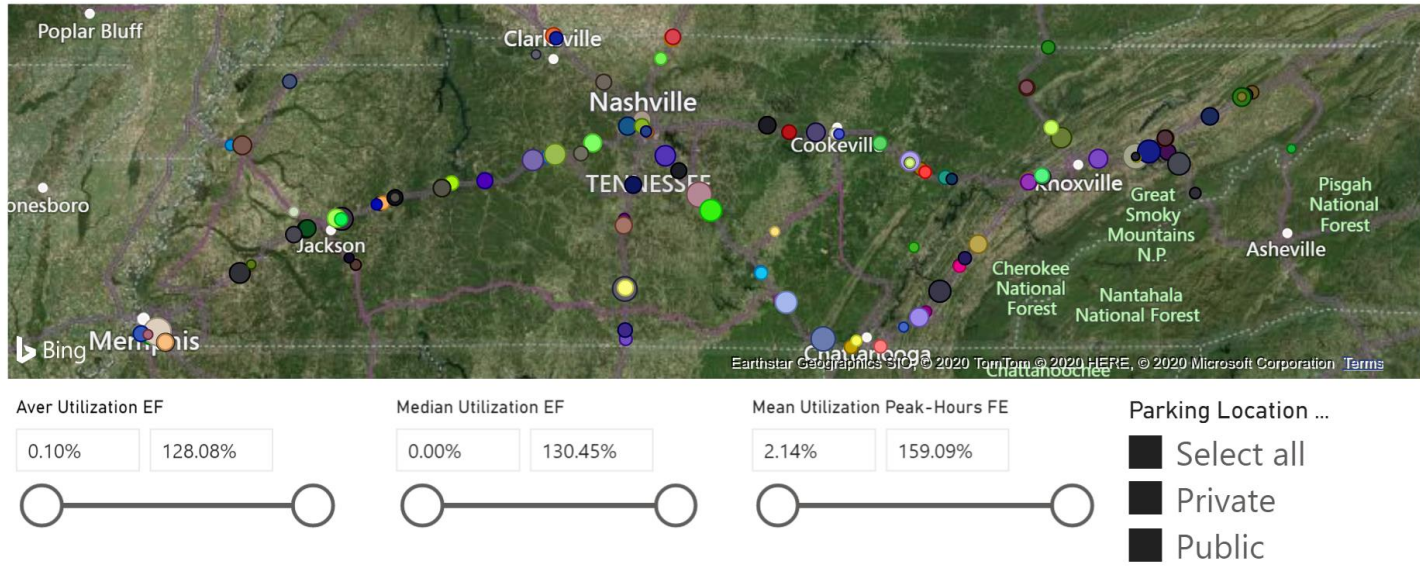 Poplar Bluff
Clarksville
Nashville
Cookeville
TENNESSEE
onesboro
Knoxville
Great
Smoky
Mountains
N.P.
Pisgah
National
Forest
Jackson
Asheville
Cherokee
National
Forest
Nantahala
National Forest
Memphis
Bing
Chattanooga
Earthstar Geographics SIO, © 2020 TomTom © 2020 HERE, © 2020 Microsoft Corporation Terms
Chattahoochee
Aver Utilization EF
Median Utilization EF
Mean Utilization Peak-Hours FE
Parking Location ...
0.10% 128.08%
0.00% 130.45%
2.14% 159.09%
Select all
Private
Public